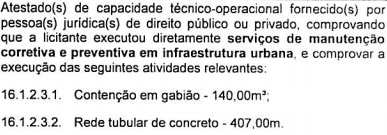 Atestado(s) de capacidade técnico-operacional fornecido(s) por
pessoa(s) jurídica(s) de direito público ou privado, comprovando
que a licitante executou diretamente serviços de manutenção
corretiva e preventiva em infraestrutura urbana, e comprovar a
execução das seguintes atividades relevantes:
16.1.2.3.1. Contenção em gabião - 140,00m³;
16.1.2.3.2. Rede tubular de concreto - 407,00m.